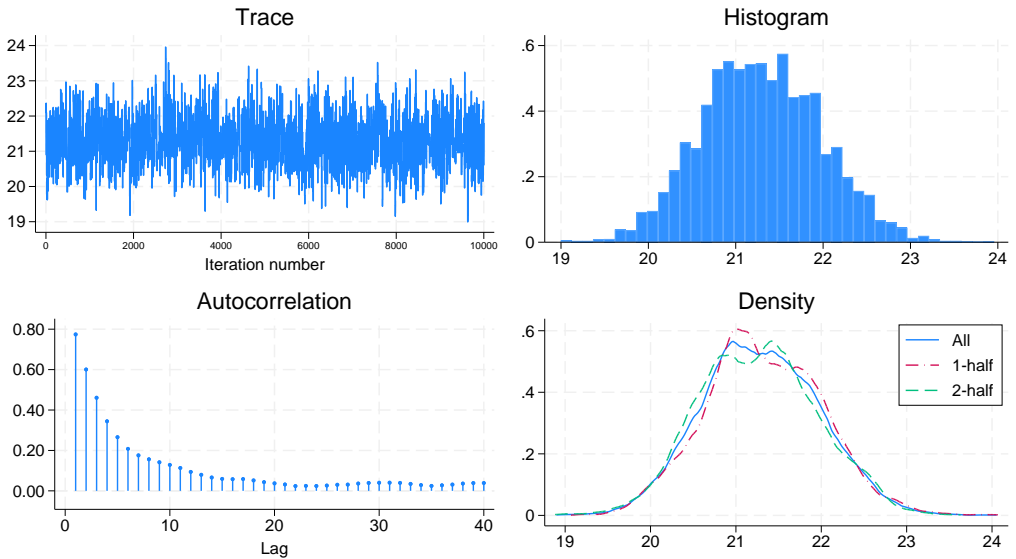 Trace
24
23
22
21
20
19
0 2000 4000 6000 8000 10000
Iteration number
Histogram
.6
.4
.2
0
19 20 21 22 23 24
Autocorrelation
0.80
0.60
0.40
0.20
0.00
0 10 20 30 40
Lag
Density
.6
.4
.2
0
19 20 21 22 23 24
All
1-half
2-half